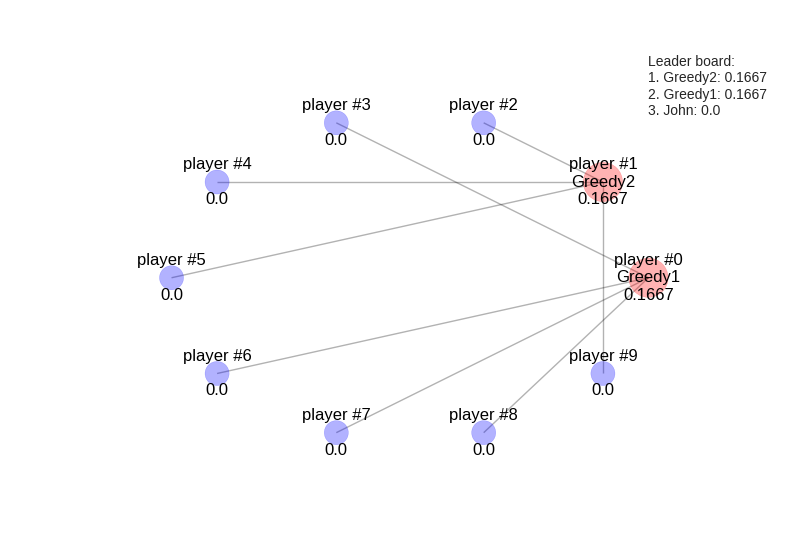 Leader board:
1. Greedy2: 0.1667
2. Greedy1: 0.1667
3. John: 0.0
player #3
0.0
player #2
0.0
player #4
0.0
player #1
Greedy2
0.1667
player #5
0.0
player #0
Greedy1
0.1667
player #6
0.0
player #9
0.0
player #7
0.0
player #8
0.0